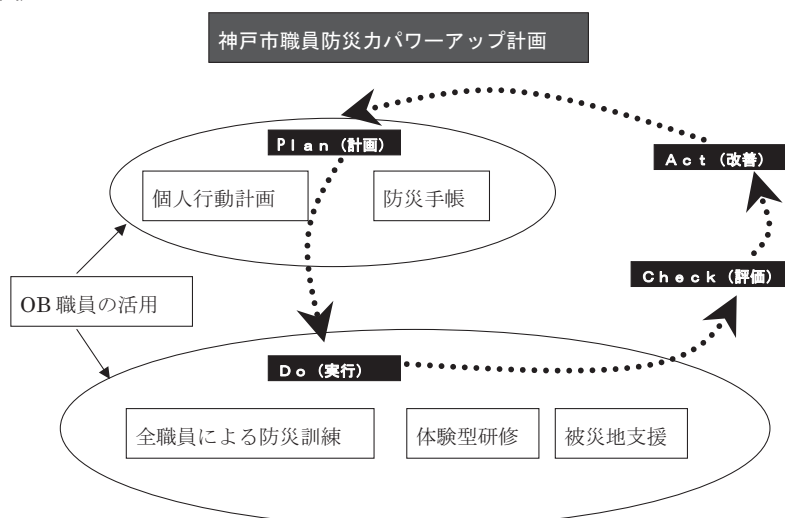 神戸市職員防災力パワーアップ計画
Plan (計画)
Act (改善)
個人行動計画
防災手帳
Check (評価)
OB 職員の活用
Do (実行)
全職員による防災訓練
体験型研修
被災地支援